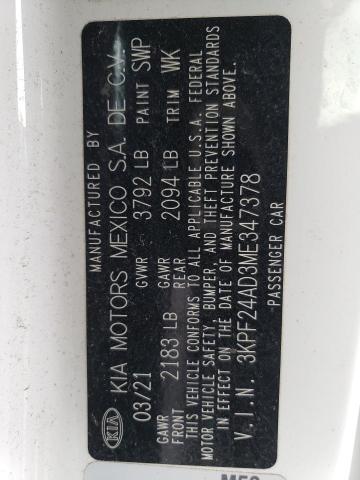 MANUFACTURED BY
KIA KIA MOTORS MEXICO S.A. DE C.V.
03/21 GVWR 3792 LB PAINT SWP
GAWR FRONT 2183 LB GAWR REAR 2094 LB TRIM WK
THIS VEHICLE CONFORMS TO ALL APPLICABLE U.S.A. FEDERAL
MOTOR VEHICLE SAFETY, BUMPER, AND THEFT PREVENTION STANDARDS
IN EFFECT ON THE DATE OF MANUFACTURE SHOWN ABOVE.
V.I.N. 3KPF24AD3ME347378
PASSENGER CAR